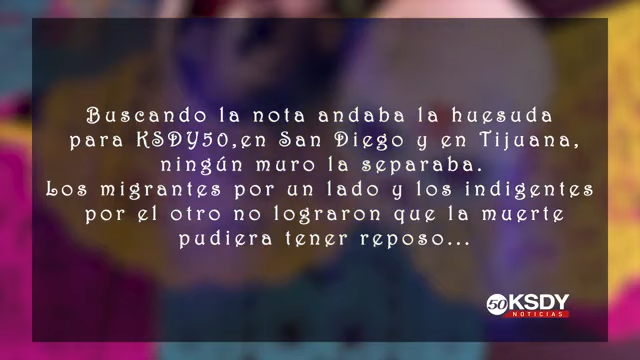 Buscando la nota andaba la huesuda
para KSDY50,en San Diego y en Tijuana,
ningún muro la separaba.
Los migrantes por un lado y los indigentes
por el otro no lograron que la muerte
pudiera tener reposo...
50 KSDY
NOTICIAS